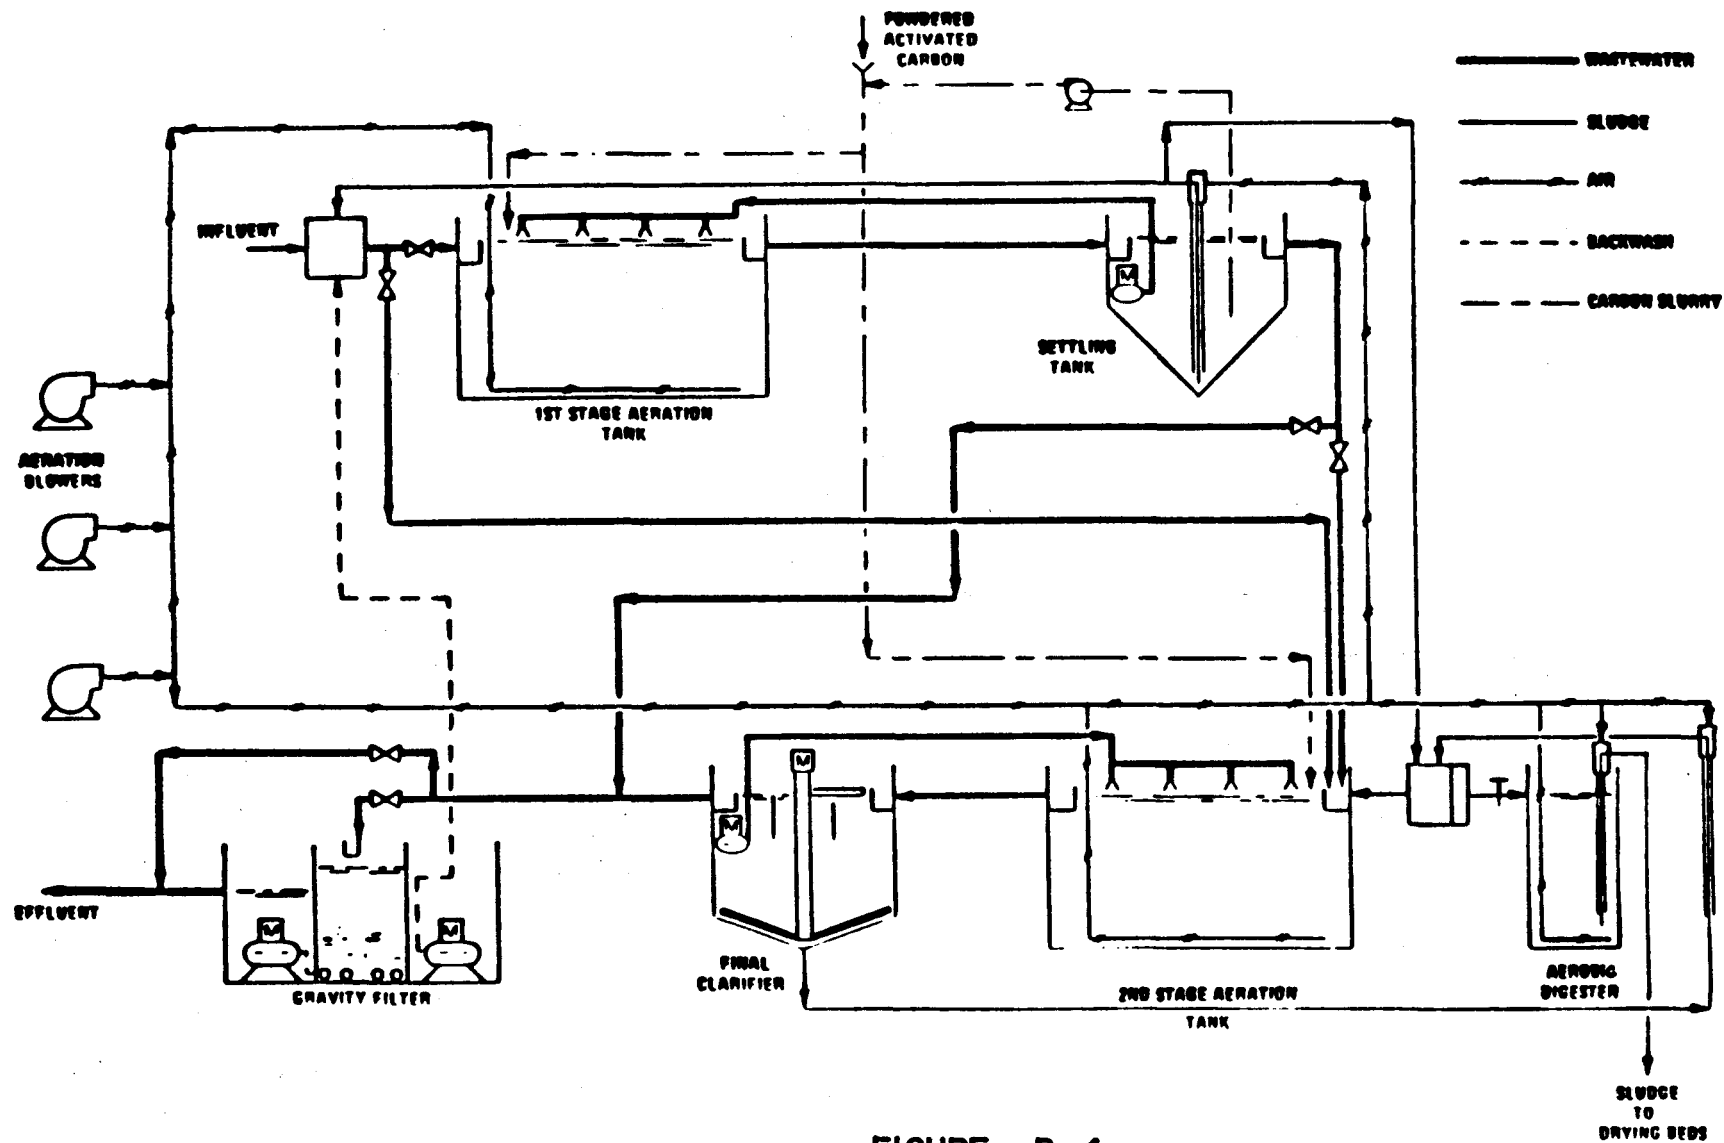 POWDERED
ACTIVATED
CARBON
WASTEWATER
SLUDGE
AIR
BACKWASH
CARBON SLURRY
INFLUENT
SETTLING
TANK
1ST STAGE AERATION
TANK
AERATION
BLOWERS
M
M
M
M
M
M
EFFLUENT
GRAVITY FILTER
FINAL
CLARIFIER
2ND STAGE AERATION
TANK
AEROBIC
DIGESTER
SLUDGE
TO
DRYING BEDS